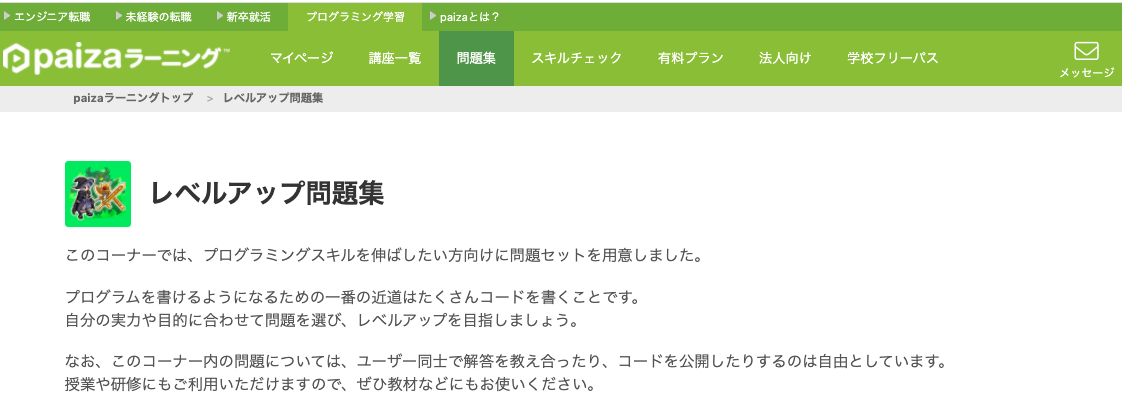 エンジニア転職
未経験の転職
新卒就活
プログラミング学習
paizaとは？
paizaラーニング™
マイページ
講座一覧
問題集
スキルチェック
有料プラン
法人向け
学校フリーパス
メッセージ
paizaラーニングトップ > レベルアップ問題集
レベルアップ問題集
このコーナーでは、プログラミングスキルを伸ばしたい方向けに問題セットを用意しました。
プログラムを書けるようになるための一番の近道はたくさんコードを書くことです。
自分の実力や目的に合わせて問題を選び、レベルアップを目指しましょう。
なお、このコーナー内の問題については、ユーザー同士で解答を教え合ったり、コードを公開したりするのは自由としています。
授業や研修にもご利用いただけますので、ぜひ教材などにもお使いください。